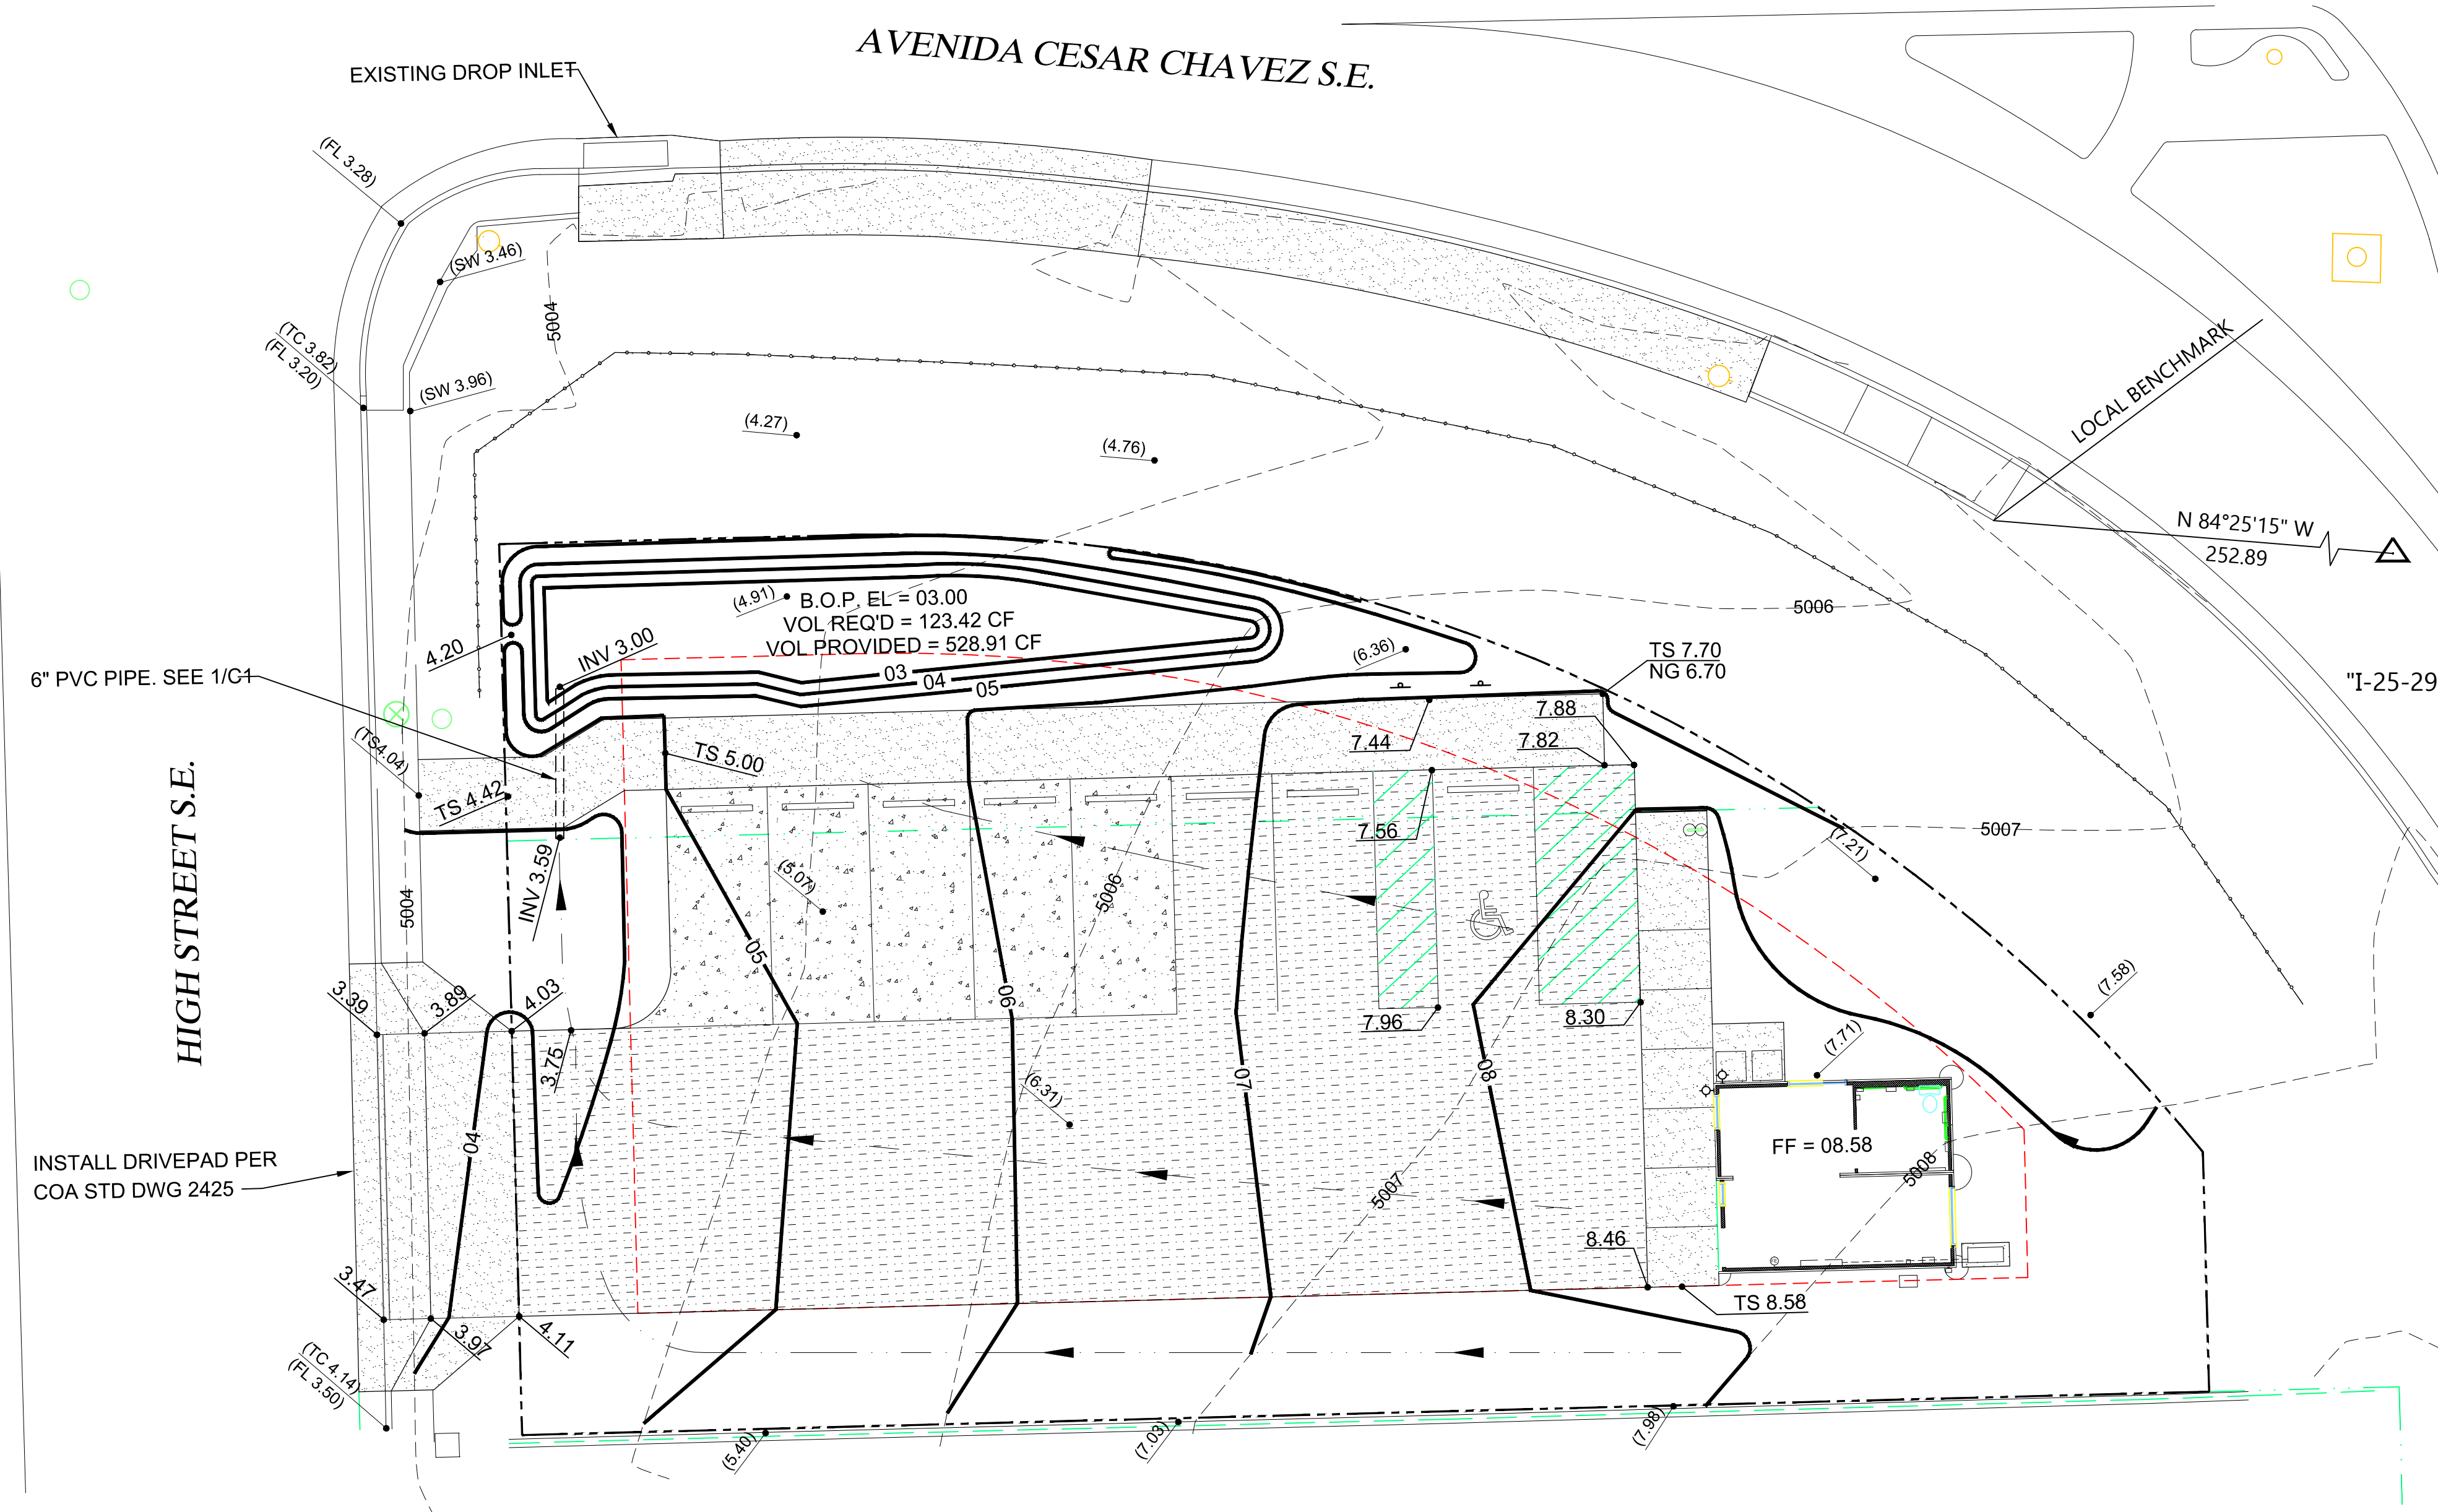 AVENIDA CESAR CHAVEZ S.E.
EXISTING DROP INLET
(FL 3.28)
(SW 3.46)
5004
(TC 3.82)
(FL 3.20)
(SW 3.96)
(4.27)
(4.76)
LOCAL BENCHMARK
N 84°25'15" W
252.89
"I-25-29
5006
(4.91)
B.O.P. EL = 03.00
VOL REQ'D = 123.42 CF
VOL PROVIDED = 528.91 CF
4.20
INV 3.00
03
04
05
(6.36)
TS 7.70
NG 6.70
6" PVC PIPE. SEE 1/C1
7.88
7.82
7.44
7.56
TS 5.00
(TS4.04)
TS 4.42
HIGH STREET S.E.
5004
INV 3.59
(5.07)
05
06
5006
07
08
(7.21)
5007
(7.58)
3.39
3.89
4.03
3.75
7.96
8.30
(7.71)
(6.31)
04
FF = 08.58
5008
5007
INSTALL DRIVEPAD PER
COA STD DWG 2425
8.46
TS 8.58
3.47
3.97
4.11
(TC 4.14)
(FL 3.50)
(5.40)
(7.03)
(7.98)